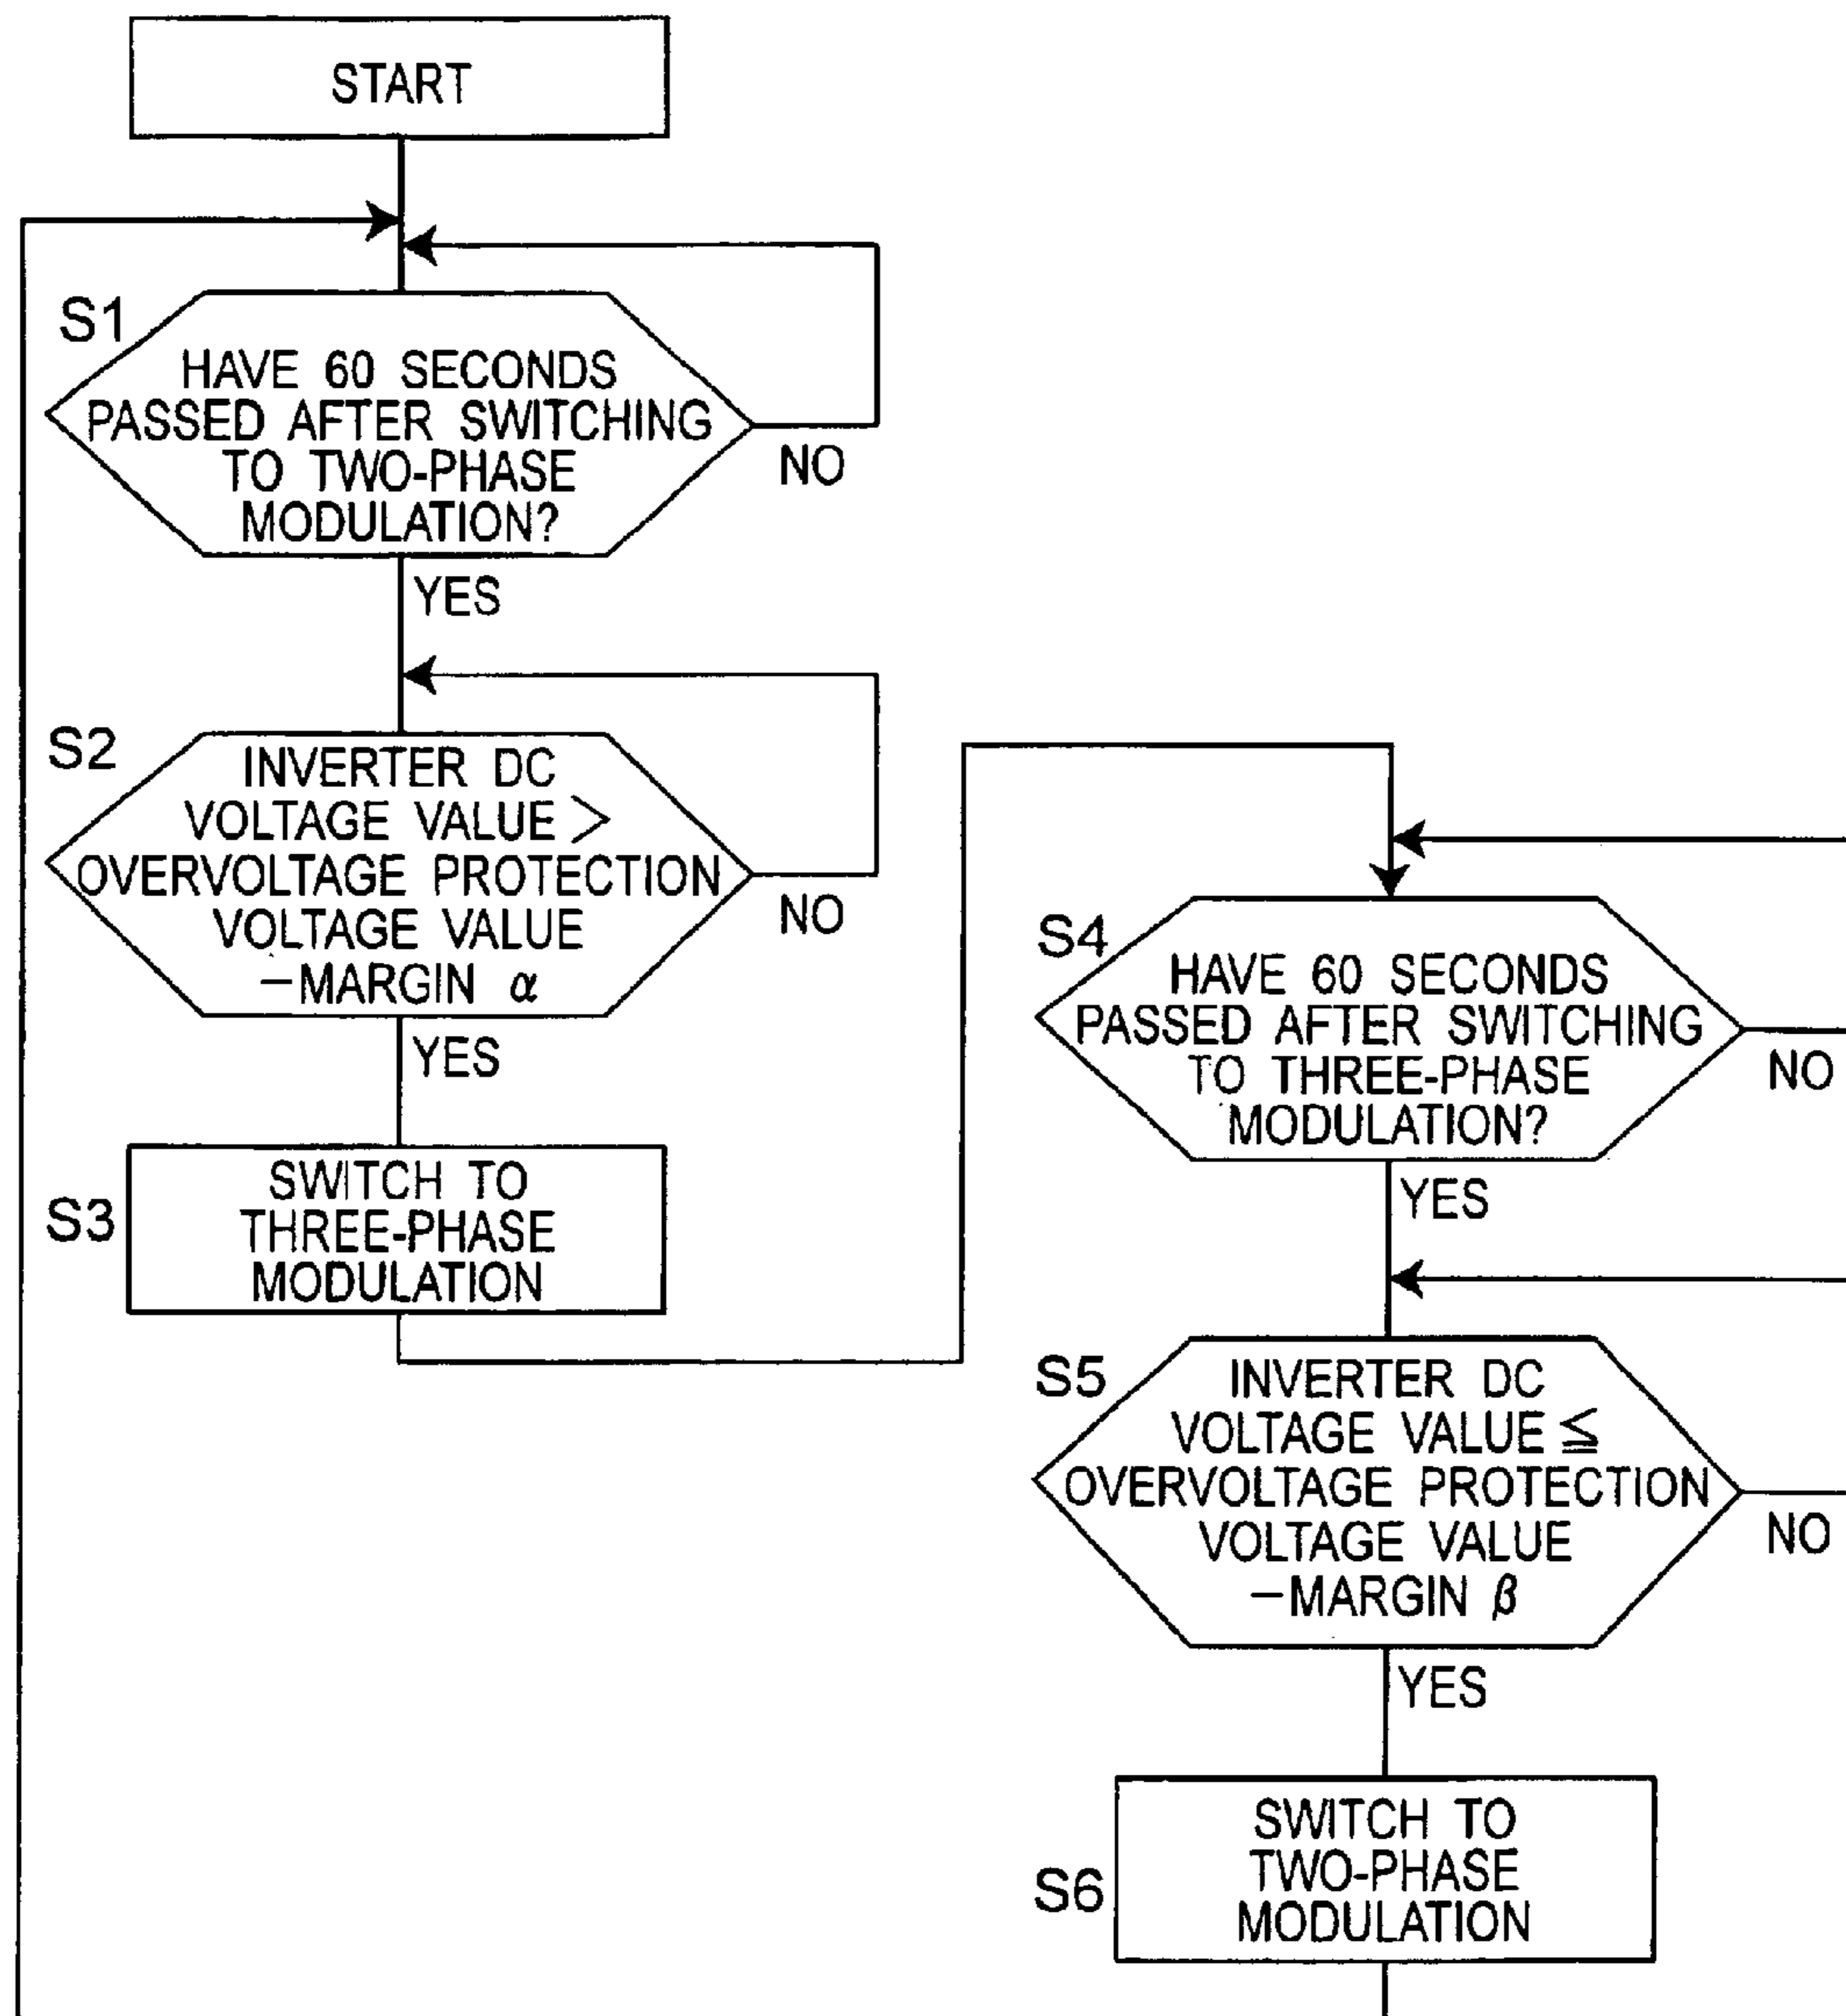 START
S1
HAVE 60 SECONDS
PASSED AFTER SWITCHING
TO TWO-PHASE
MODULATION?
NO
YES
S2
INVERTER DC
VOLTAGE VALUE >
OVERVOLTAGE PROTECTION
VOLTAGE VALUE
−MARGIN α
NO
YES
S3
SWITCH TO
THREE-PHASE
MODULATION
S4
HAVE 60 SECONDS
PASSED AFTER SWITCHING
TO THREE-PHASE
MODULATION?
NO
YES
S5
INVERTER DC
VOLTAGE VALUE ≦
OVERVOLTAGE PROTECTION
VOLTAGE VALUE
−MARGIN β
NO
YES
S6
SWITCH TO
TWO-PHASE
MODULATION